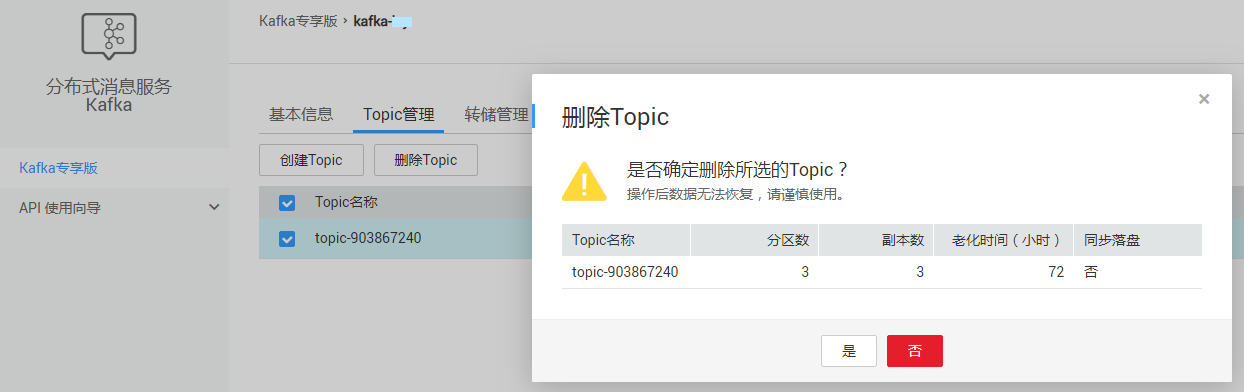 分布式消息服务
Kafka
Kafka专享版
API 使用向导
Kafka专享版 › kafka-
基本信息 Topic管理 转储管理
创建Topic 删除Topic
Topic名称
topic-903867240
删除Topic
×
是否确定删除所选的Topic？
操作后数据无法恢复，请谨慎使用。
Topic名称 分区数 副本数 老化时间（小时） 同步落盘
topic-903867240 3 3 72 否
是 否